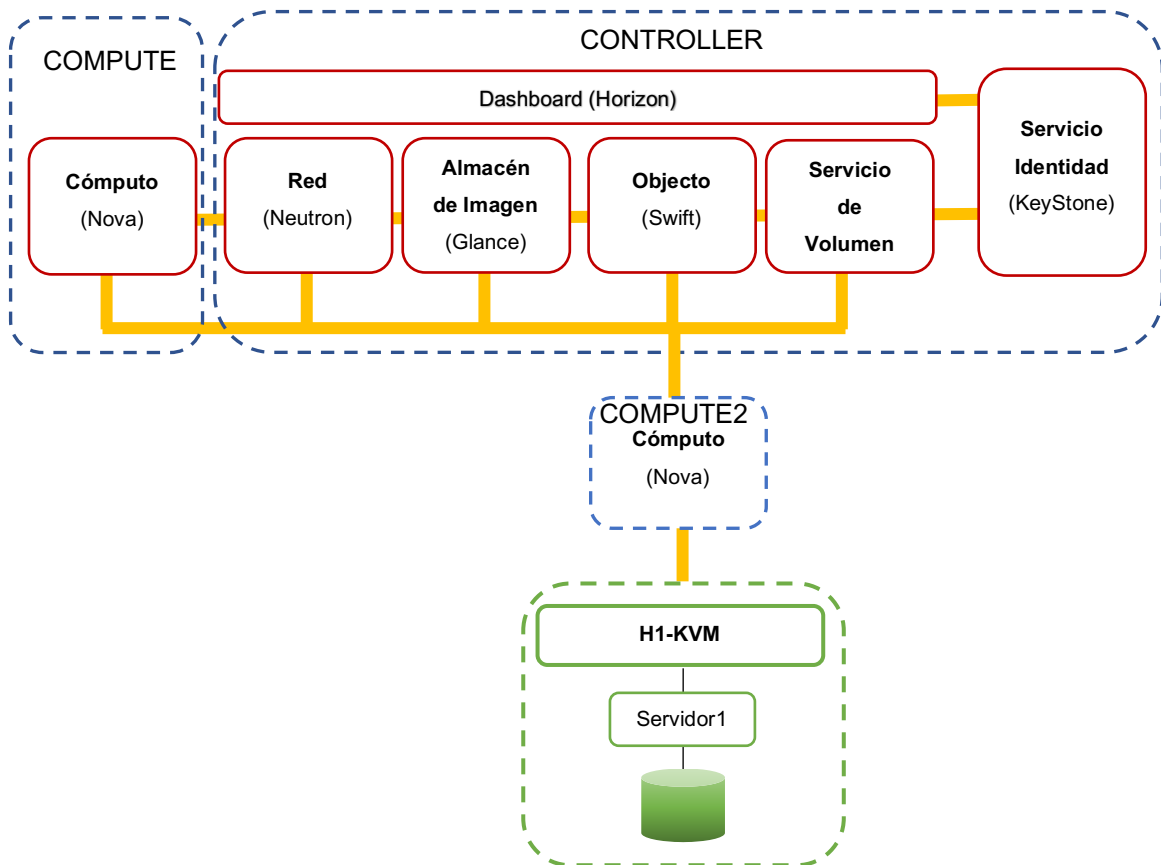 COMPUTE
CONTROLLER
Dashboard (Horizon)
Cómputo
(Nova)
Red
(Neutron)
Almacén
de Imagen
(Glance)
Objecto
(Swift)
Servicio
de
Volumen
Servicio
Identidad
(KeyStone)
COMPUTE2
Cómputo
(Nova)
H1-KVM
Servidor1